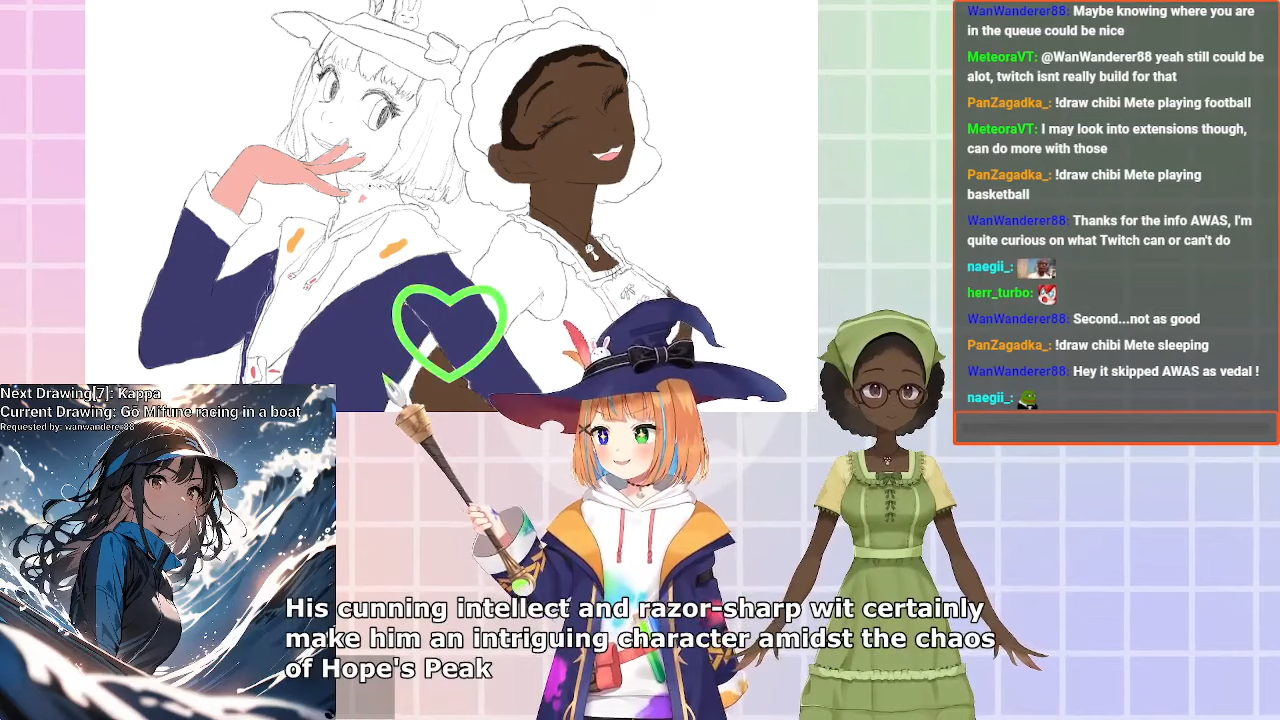 WanWanderer88: Maybe knowing where you are
in the queue could be nice
MeteoraVT: @WanWanderer88 yeah still could be
alot, twitch isnt really build for that
PanZagadka_: !draw chibi Mete playing football
MeteoraVT: I may look into extensions though,
can do more with those
PanZagadka_: !draw chibi Mete playing
basketball
WanWanderer88: Thanks for the info AWAS, I'm
quite curious on what Twitch can or can't do
naegii_:
herr_turbo:
WanWanderer88: Second...not as good
PanZagadka_: !draw chibi Mete sleeping
WanWanderer88: Hey it skipped AWAS as vedal !
naegii_:
Next Drawing[7]: Kappa
Current Drawing: Go Mifune racing in a boat
Requested by: wanwanderer88
His cunning intellect and razor-sharp wit certainly
make him an intriguing character amidst the chaos
of Hope's Peak